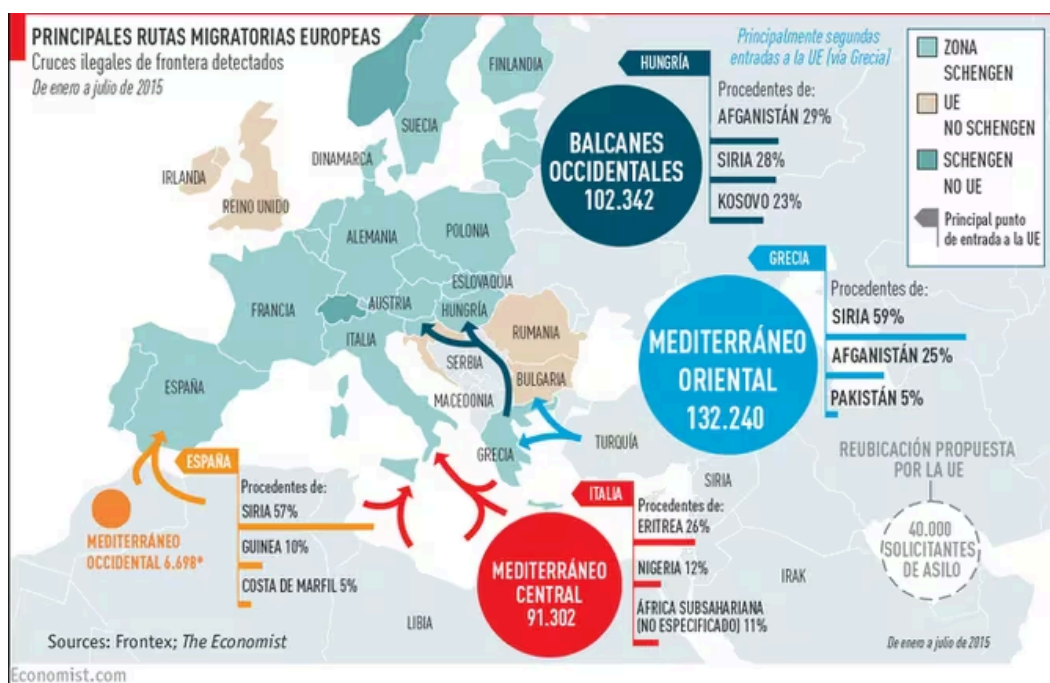 PRINCIPALES RUTAS MIGRATORIAS EUROPEAS
Cruces ilegales de frontera detectados
De enero a julio de 2015
Principalmente segundas
entradas a la UE (vía Grecia)
ZONA
SCHENGEN
UE
NO SCHENGEN
SCHENGEN
NO UE
Principal punto
de entrada a la UE
HUNGRÍA
Procedentes de:
AFGANISTÁN 29%
SIRIA 28%
KOSOVO 23%
BALCANES
OCCIDENTALES
102.342
FINLANDIA
SUECIA
DINAMARCA
IRLANDA
REINO UNIDO
ALEMANIA
POLONIA
ESLOVAQUIA
FRANCIA
AUSTRIA
HUNGRÍA
ITALIA
RUMANIA
SERBIA
BULGARIA
ESPAÑA
MACEDONIA
GRECIA
TURQUÍA
SIRIA
IRAK
LIBIA
GRECIA
Procedentes de:
SIRIA 59%
AFGANISTÁN 25%
PAKISTÁN 5%
MEDITERRÁNEO
ORIENTAL
132.240
REUBICACIÓN PROPUESTA
POR LA UE
40.000
SOLICITANTES
DE ASILO
De enero a julio de 2015
ESPAÑA
Procedentes de:
SIRIA 57%
GUINEA 10%
COSTA DE MARFIL 5%
MEDITERRÁNEO
OCCIDENTAL 6.698*
ITALIA
Procedentes de:
ERITREA 26%
NIGERIA 12%
ÁFRICA SUBSAHARIANA
(NO ESPECIFICADO) 11%
MEDITERRÁNEO
CENTRAL
91.302
Sources: Frontex; The Economist
Economist.com